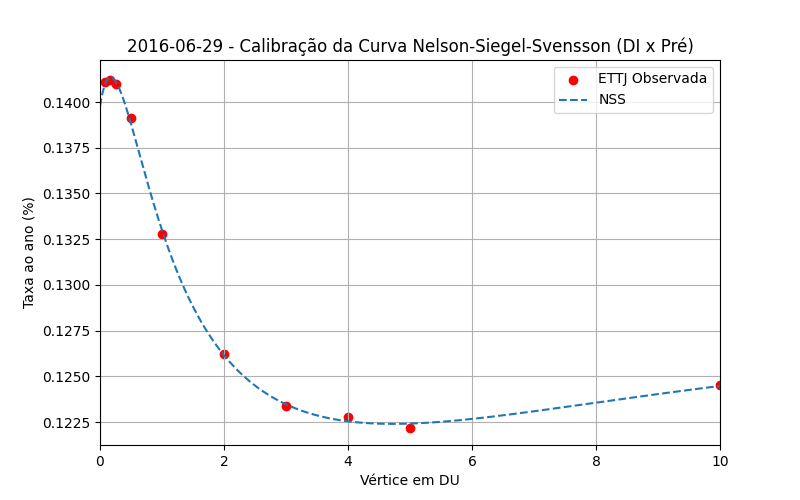 2016-06-29 - Calibração da Curva Nelson-Siegel-Svensson (DI x Pré)
ETTJ Observada
NSS
Taxa ao ano (%)
0.1400
0.1375
0.1350
0.1325
0.1300
0.1275
0.1250
0.1225
0 2 4 6 8 10
Vértice em DU